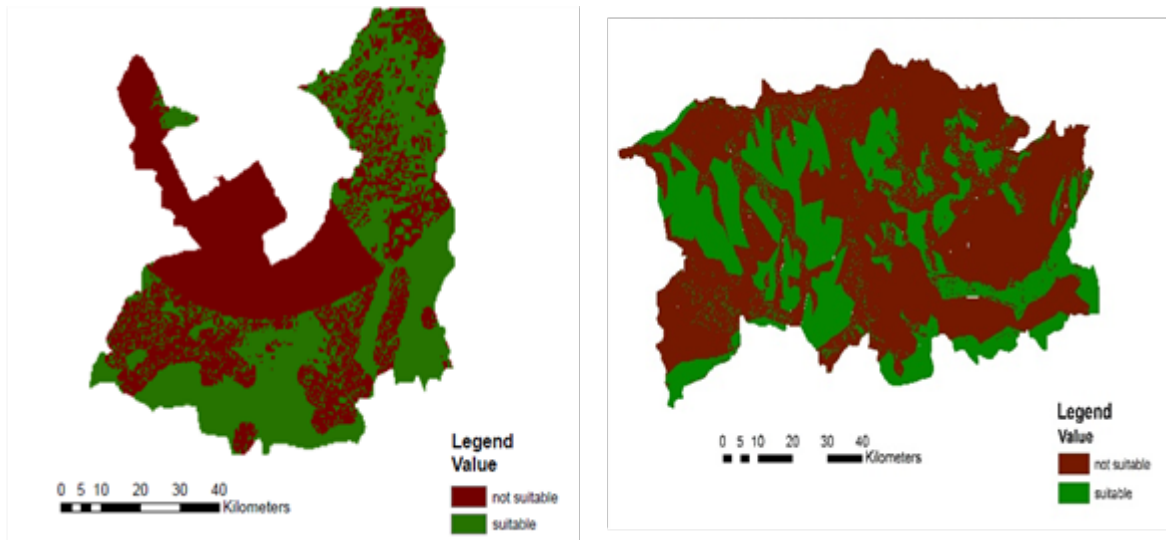 Legend
Value
not suitable
suitable
0 5 10 20 30 40
Kilometers
Legend
Value
not suitable
suitable
0 5 10 20 30 40
Kilometers